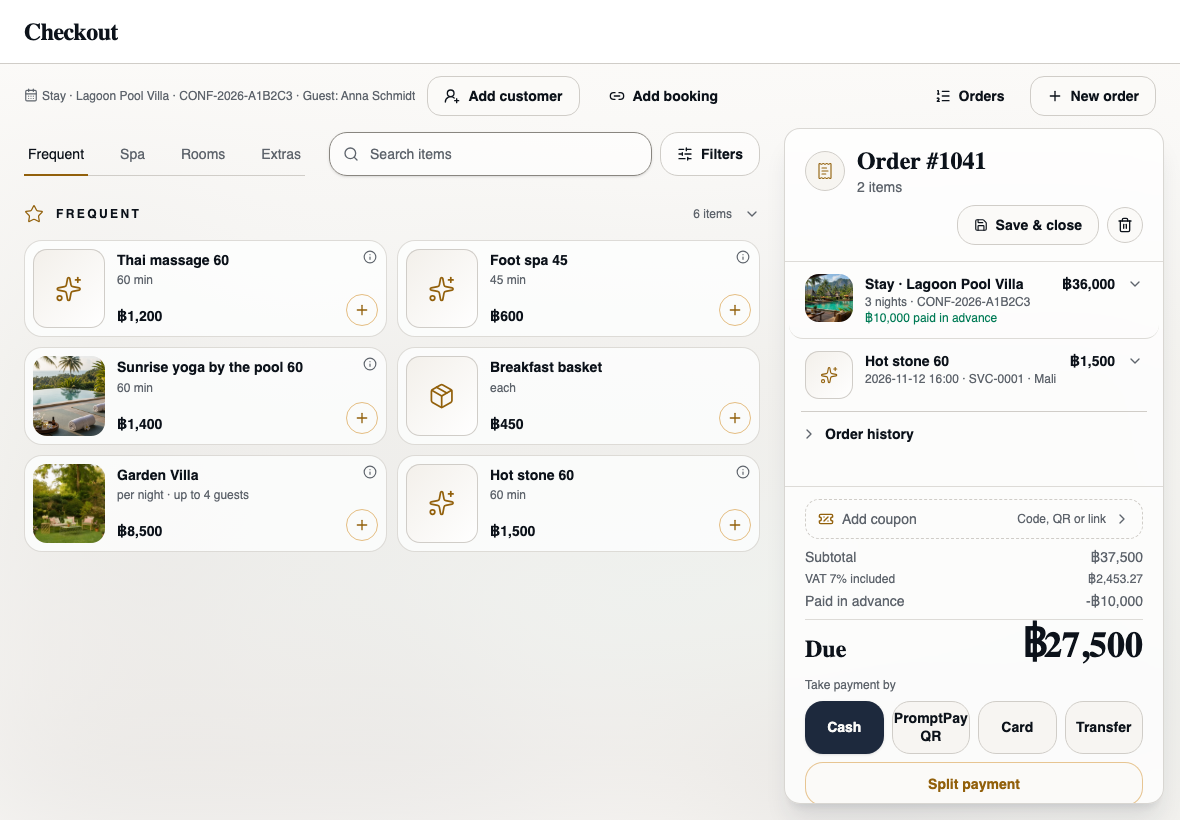 Checkout
Stay · Lagoon Pool Villa · CONF-2026-A1B2C3 · Guest: Anna Schmidt
Add customer
Add booking
Orders
New order
Frequent
Spa
Rooms
Extras
Search items
Filters
FREQUENT
6 items
Thai massage 60
60 min
฿1,200
Foot spa 45
45 min
฿600
Sunrise yoga by the pool 60
60 min
฿1,400
Breakfast basket
each
฿450
Garden Villa
per night · up to 4 guests
฿8,500
Hot stone 60
60 min
฿1,500
Order #1041
2 items
Save & close
Stay · Lagoon Pool Villa ฿36,000
3 nights · CONF-2026-A1B2C3
฿10,000 paid in advance
Hot stone 60 ฿1,500
2026-11-12 16:00 · SVC-0001 · Mali
Order history
Add coupon Code, QR or link
Subtotal ฿37,500
VAT 7% included ฿2,453.27
Paid in advance -฿10,000
Due ฿27,500
Take payment by
Cash
PromptPay
QR
Card
Transfer
Split payment